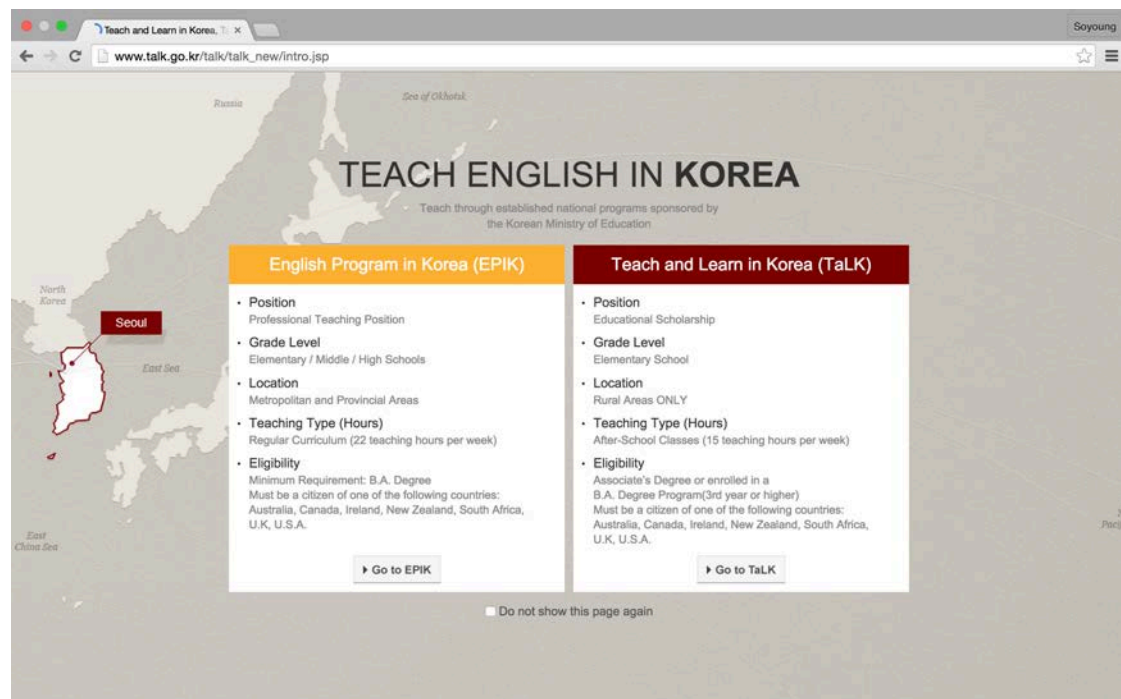 Teach and Learn in Korea,
Soyoung
www.talk.go.kr/talk/talk_new/intro.jsp
Russia
Sea of Okhotsk
TEACH ENGLISH IN KOREA
Teach through established national programs sponsored by
the Korean Ministry of Education
North
Korea
Seoul
East Sea
East
China Sea
English Program in Korea (EPIK)
• Position
Professional Teaching Position
• Grade Level
Elementary / Middle / High Schools
• Location
Metropolitan and Provincial Areas
• Teaching Type (Hours)
Regular Curriculum (22 teaching hours per week)
• Eligibility
Minimum Requirement: B.A. Degree
Must be a citizen of one of the following countries:
Australia, Canada, Ireland, New Zealand, South Africa,
U.K, U.S.A.
Go to EPIK
Teach and Learn in Korea (TaLK)
• Position
Educational Scholarship
• Grade Level
Elementary School
• Location
Rural Areas ONLY
• Teaching Type (Hours)
After-School Classes (15 teaching hours per week)
• Eligibility
Associate's Degree or enrolled in a
B.A. Degree Program(3rd year or higher)
Must be a citizen of one of the following countries:
Australia, Canada, Ireland, New Zealand, South Africa,
U.K, U.S.A.
Go to TaLK
Do not show this page again